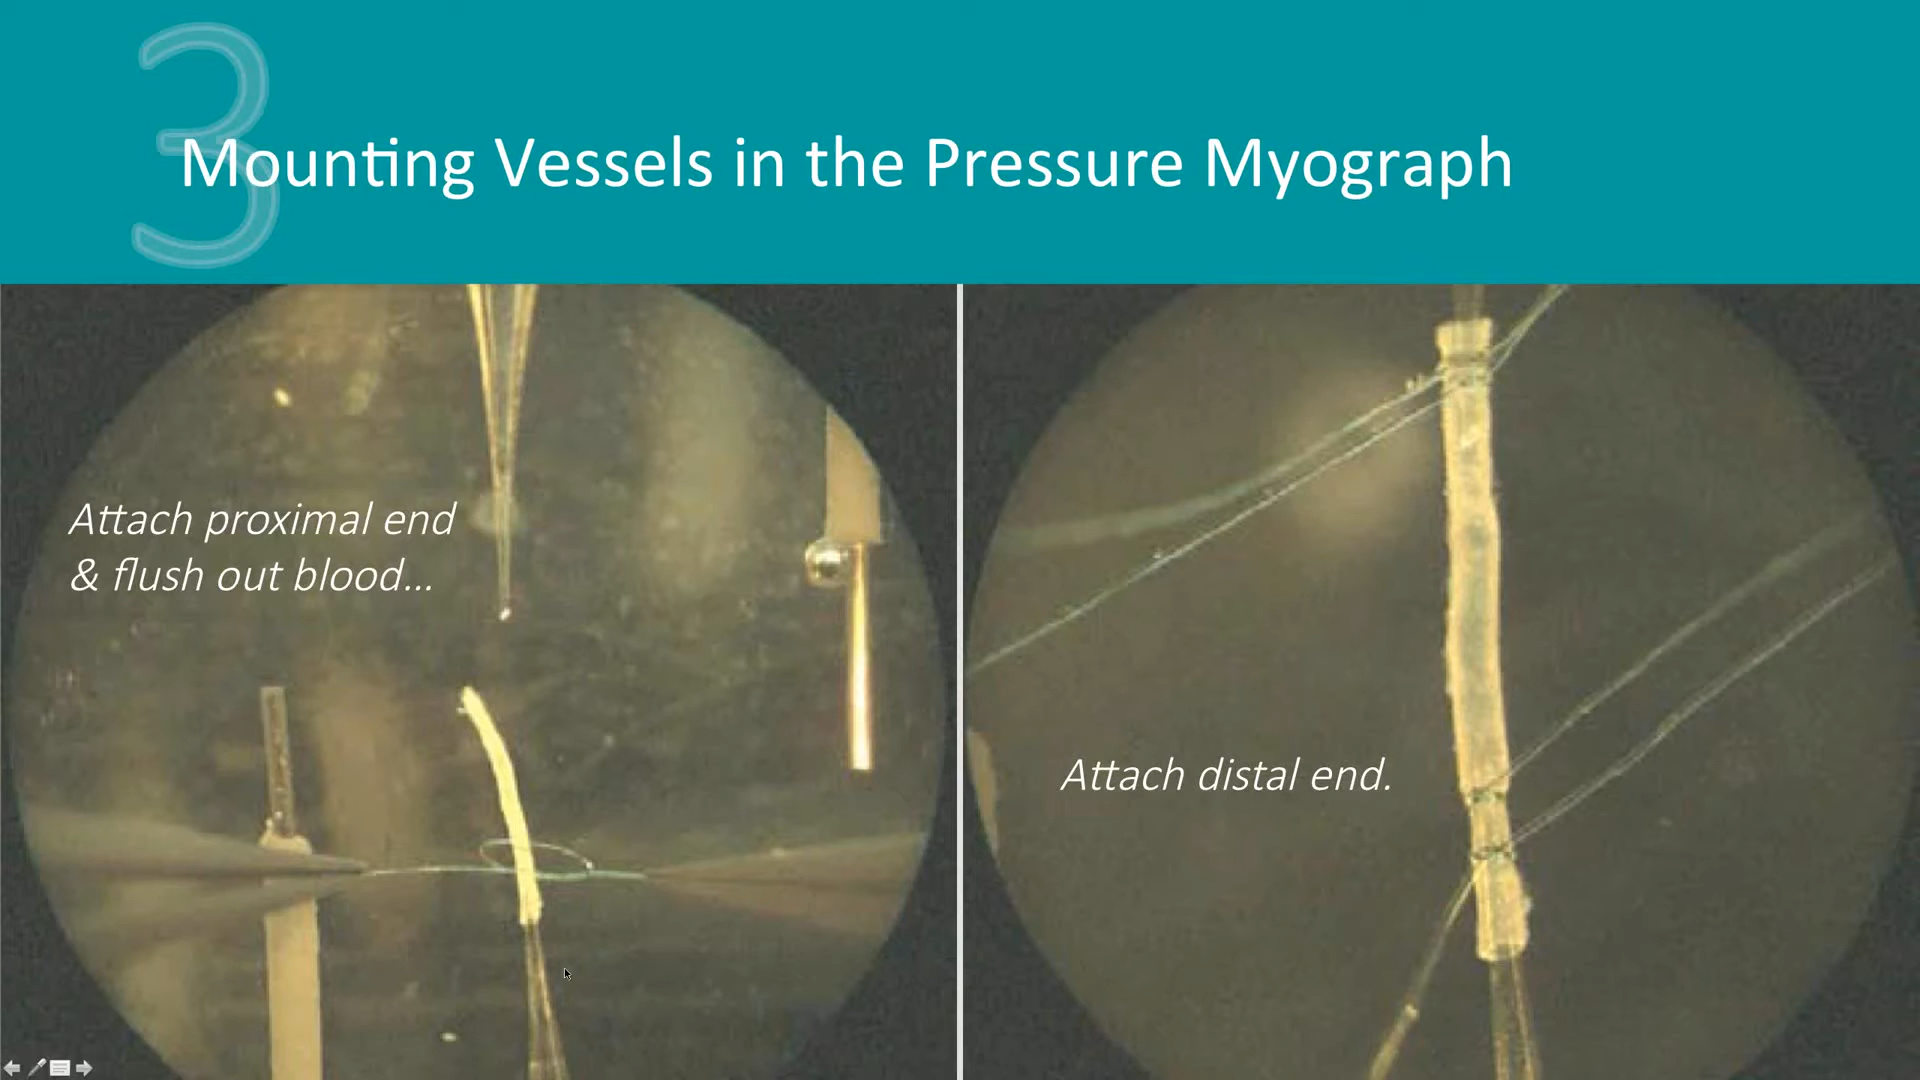 3
Mounting Vessels in the Pressure Myograph
Attach proximal end
& flush out blood...
Attach distal end.